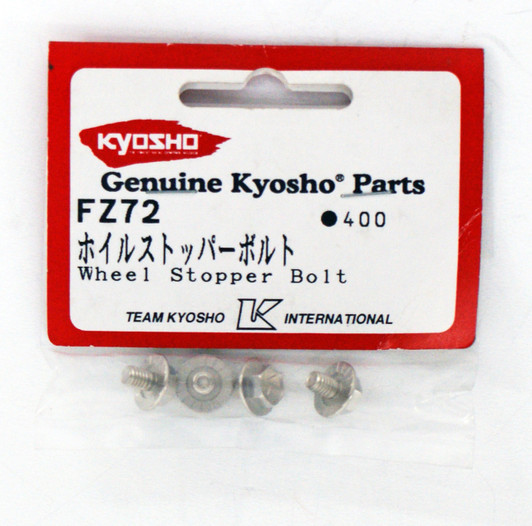 KYOSHO
Genuine Kyosho® Parts
FZ72
●400
ホイルストッパーボルト
Wheel Stopper Bolt
TEAM KYOSHO K INTERNATIONAL